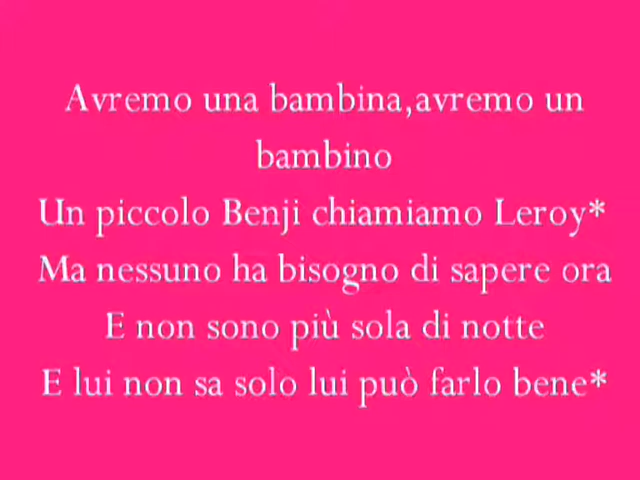 Avremo una bambina,avremo un
bambino
Un piccolo Benji chiamiamo Leroy*
Ma nessuno ha bisogno di sapere ora
E non sono più sola di notte
E lui non sa solo lui può farlo bene*